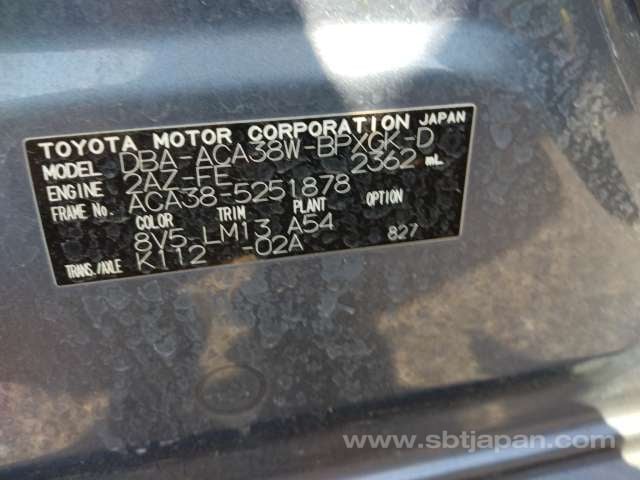 TOYOTA MOTOR CORPORATION JAPAN
MODEL DBA-ACA38W-BPXGK-D
ENGINE 2AZ-FE 2362 mL
FRAME No. ACA38-5251878
COLOR TRIM PLANT OPTION
8V5 LM13 A54 827
TRANS./AXLE K112 -02A
www.sbtjapan.com